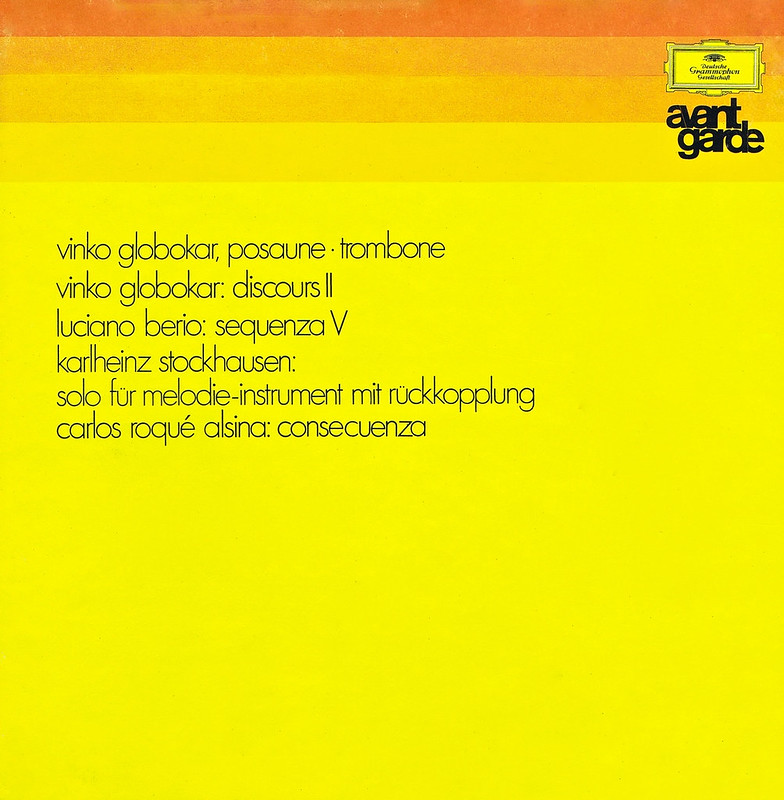 Deutsche
Grammophon
Gesellschaft
avant
garde
vinko globokar, posaune · trombone
vinko globokar: discours II
luciano berio: sequenza V
karlheinz stockhausen:
solo für melodie-instrument mit rückkopplung
carlos roqué alsina: consecuenza